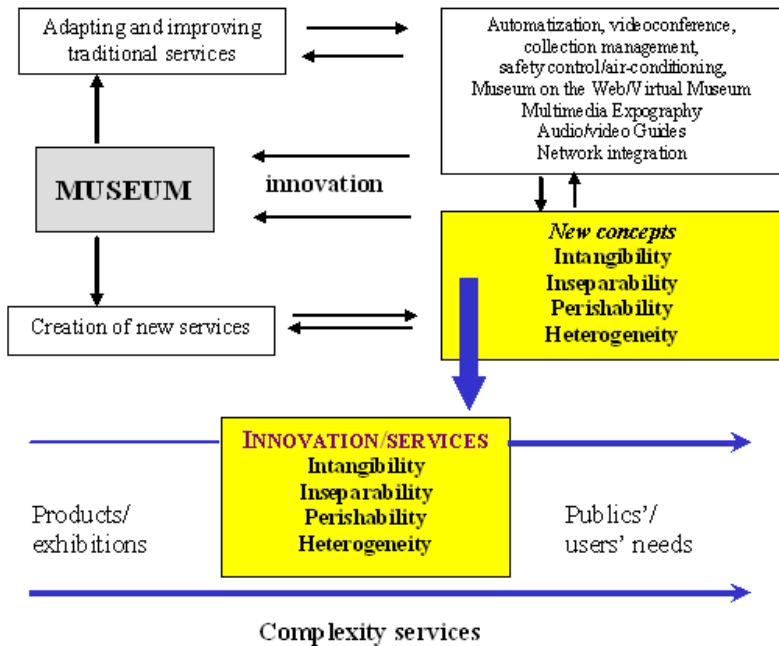 Adapting and improving
traditional services
Automatization, videoconference,
collection management,
safety control/air-conditioning,
Museum on the Web/Virtual Museum
Multimedia Expography
Audio/video Guides
Network integration
MUSEUM
innovation
New concepts
Intangibility
Inseparability
Perishability
Heterogeneity
Creation of new services
INNOVATION/SERVICES
Intangibility
Inseparability
Perishability
Heterogeneity
Products/
exhibitions
Publics'/
users' needs
Complexity services